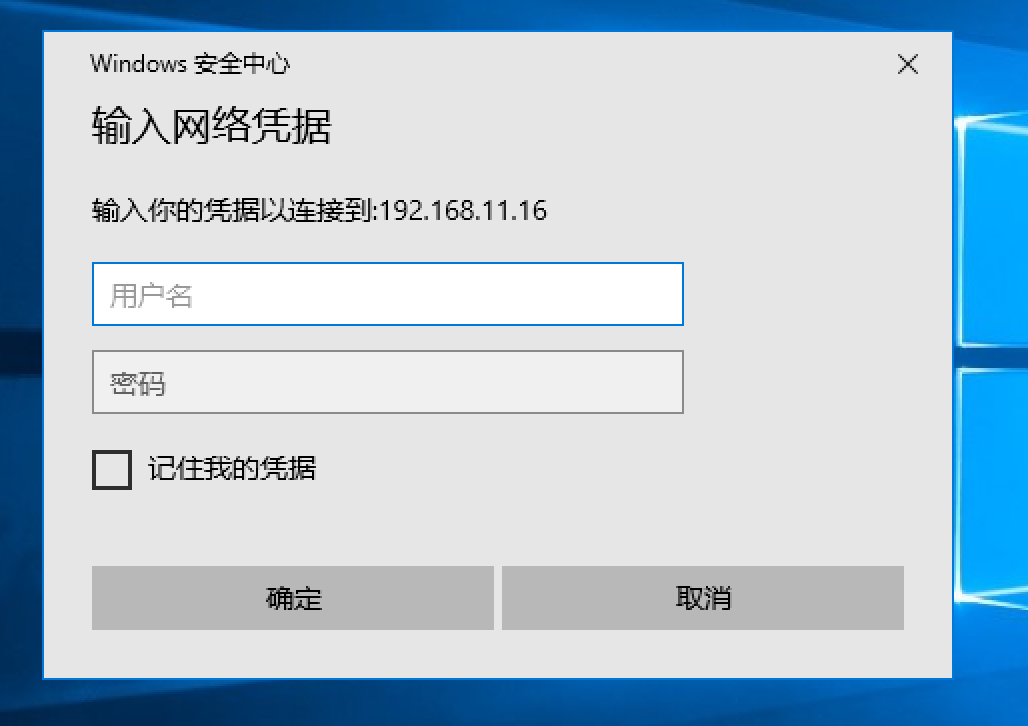 Windows 安全中心
输入网络凭据
输入你的凭据以连接到:192.168.11.16
用户名
密码
记住我的凭据
确定
取消